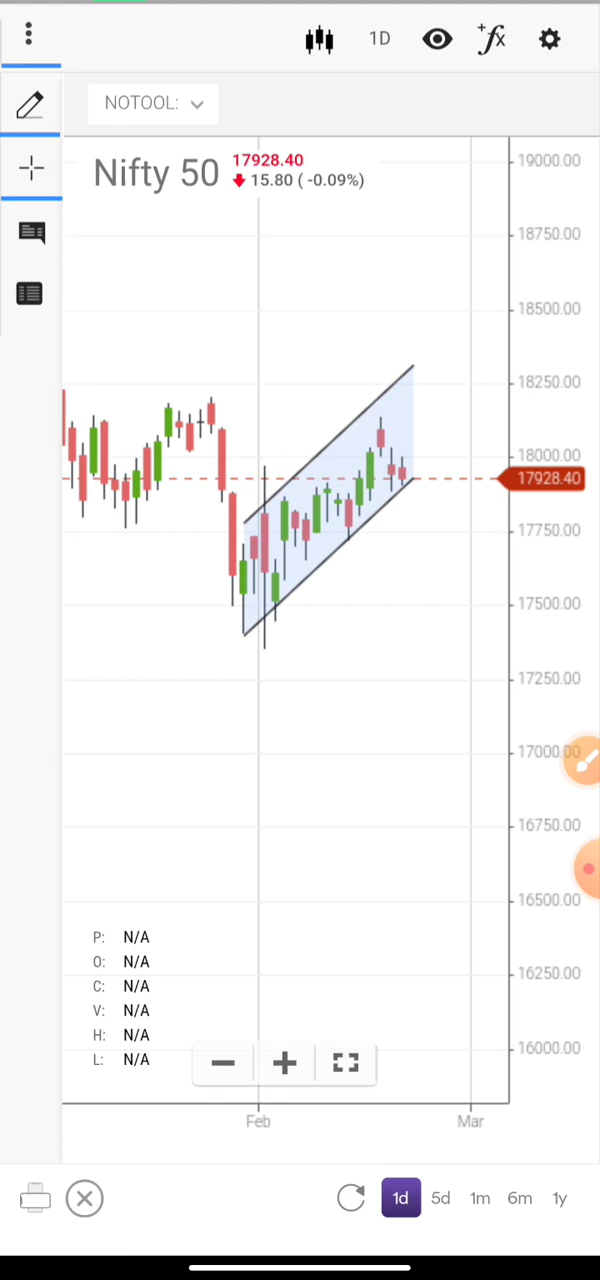 1D
+fx
NOTOOL:
Nifty 50
17928.40
15.80 ( -0.09%)
19000.00
18750.00
18500.00
18250.00
18000.00
17928.40
17750.00
17500.00
17250.00
17000.00
16750.00
16500.00
16250.00
16000.00
P: N/A
O: N/A
C: N/A
V: N/A
H: N/A
L: N/A
Feb
Mar
1d
5d
1m
6m
1y